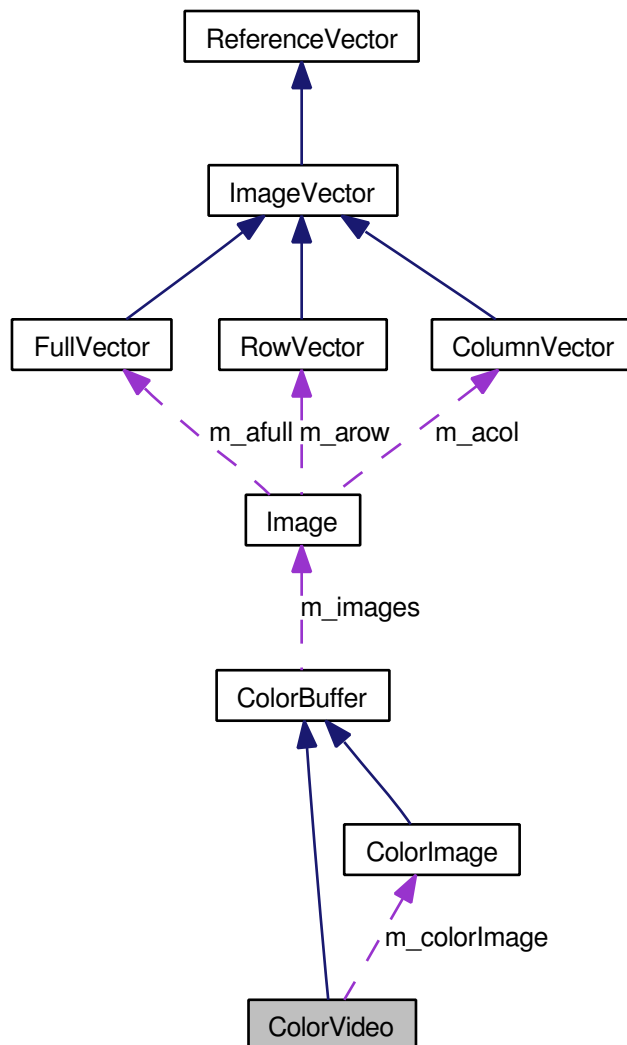 ReferenceVector
ImageVector
FullVector
RowVector
ColumnVector
m_afull
m_arow
m_acol
Image
m_images
ColorBuffer
ColorImage
m_colorImage
ColorVideo